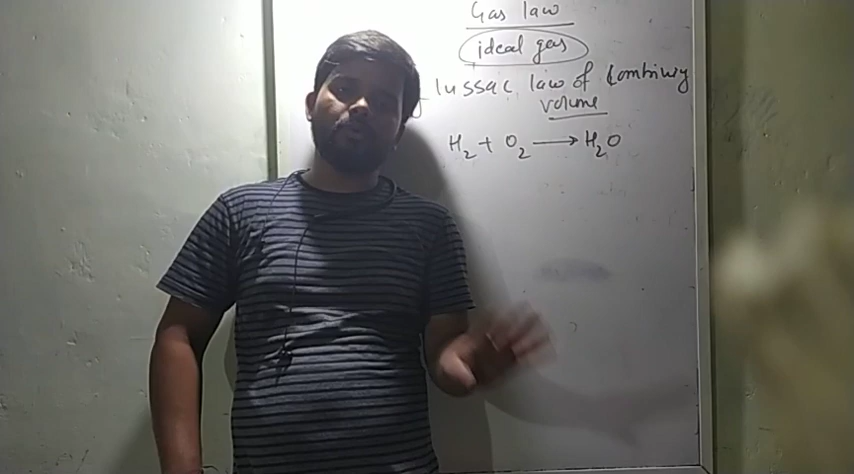 Gas law
ideal gas
lussac law of Combining
volume
H₂ + O₂ ⟶ H₂O